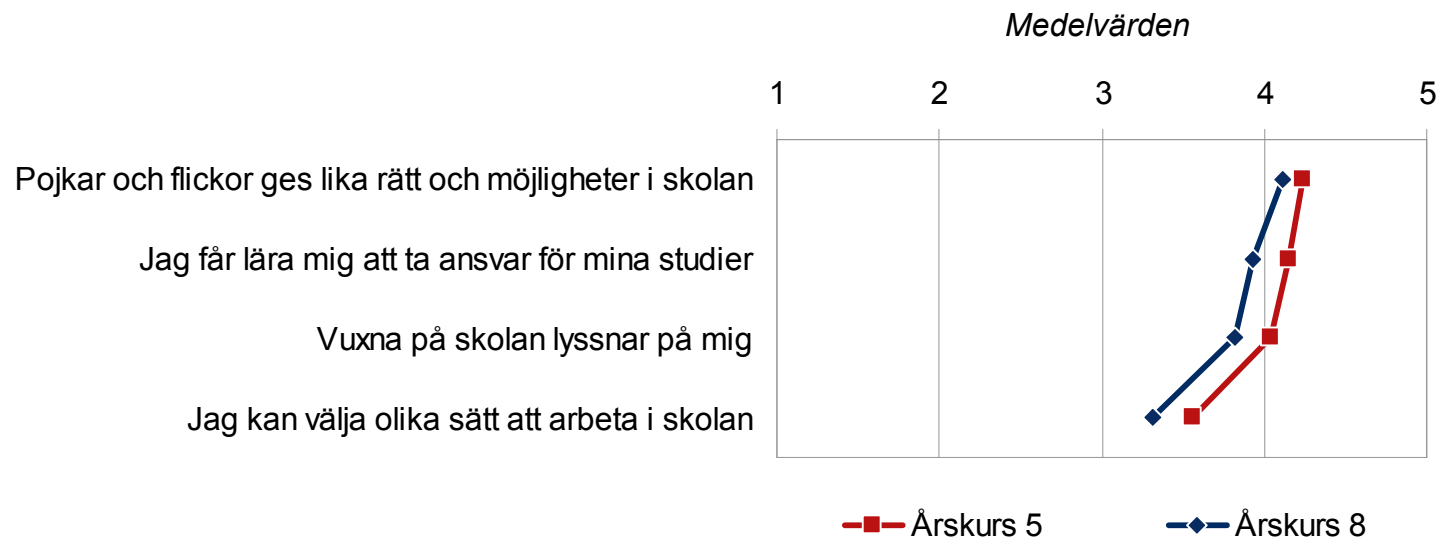 Medelvärden
1 2 3 4 5
Pojkar och flickor ges lika rätt och möjligheter i skolan
Jag får lära mig att ta ansvar för mina studier
Vuxna på skolan lyssnar på mig
Jag kan välja olika sätt att arbeta i skolan
Årskurs 5 Årskurs 8